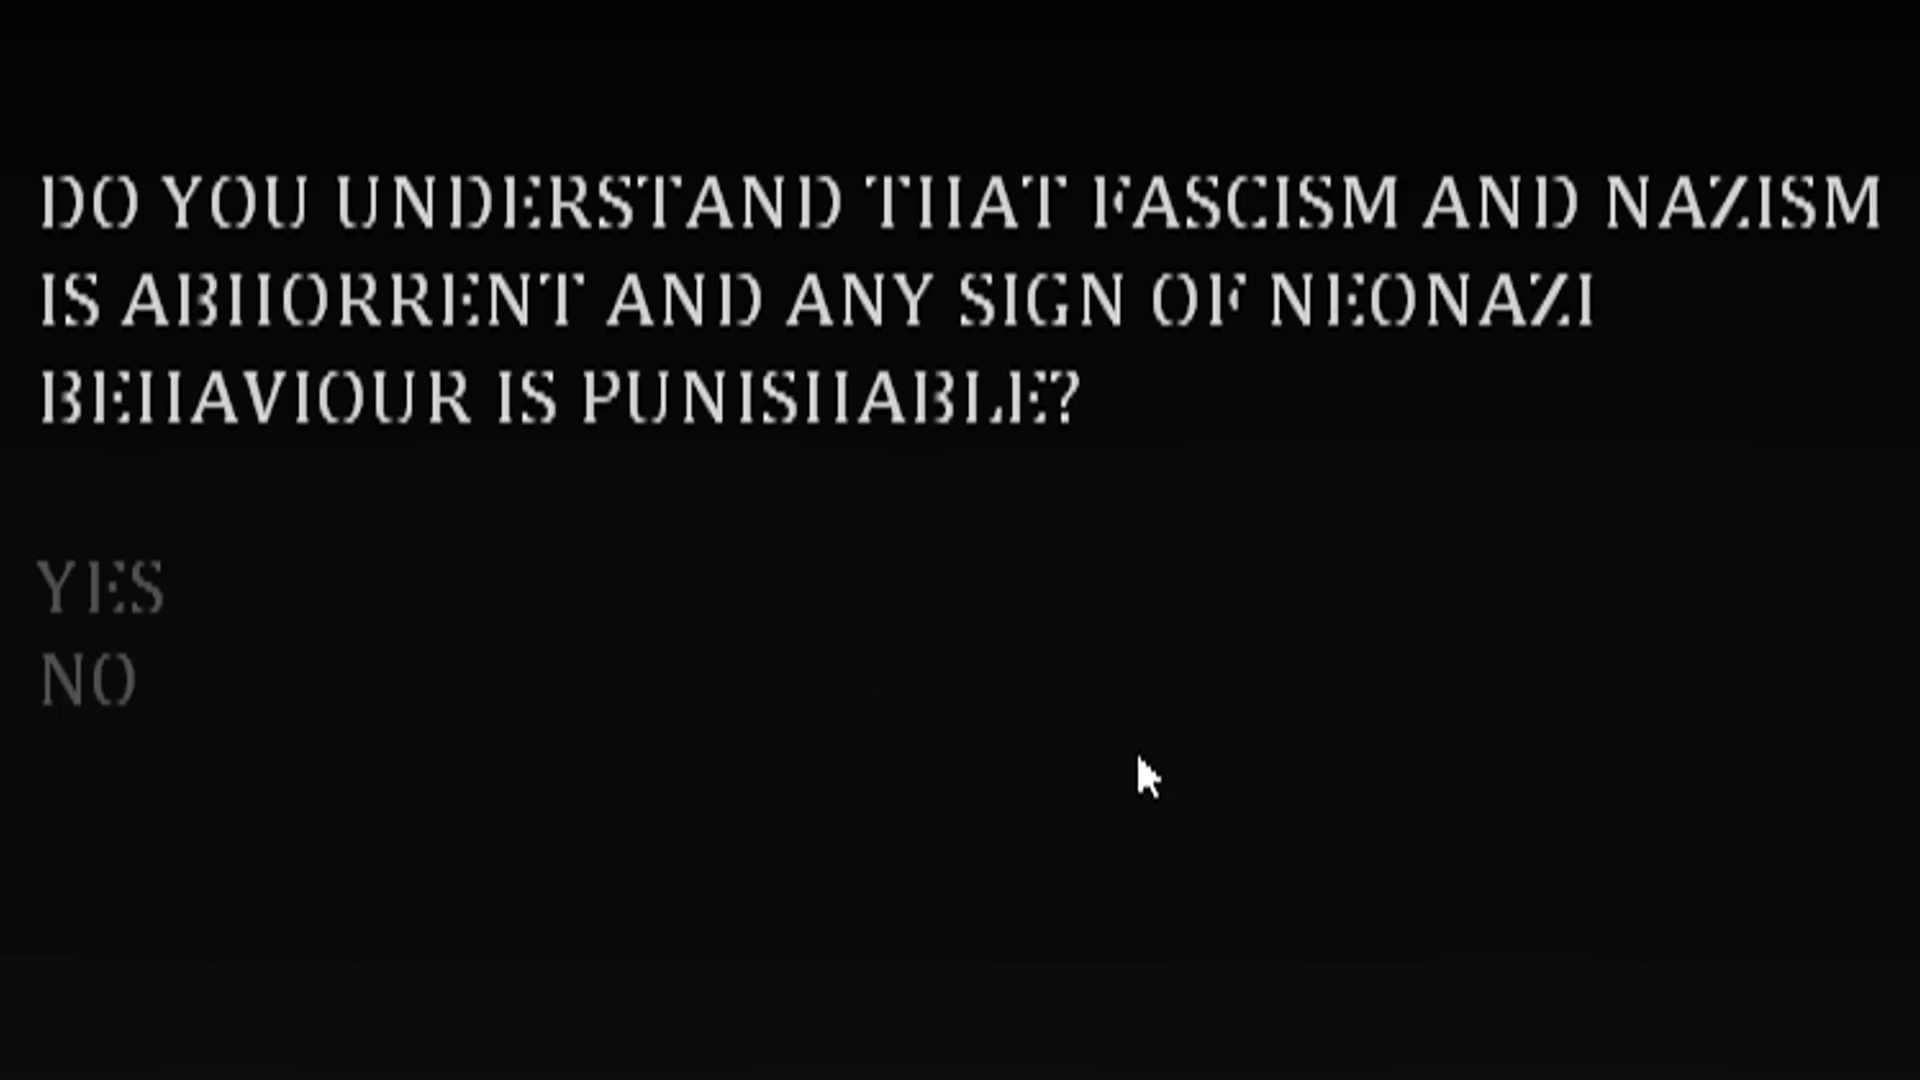 DO YOU UNDERSTAND THAT FASCISM AND NAZISM
IS ABHORRENT AND ANY SIGN OF NEONAZI
BEHAVIOUR IS PUNISHABLE?
YES
NO